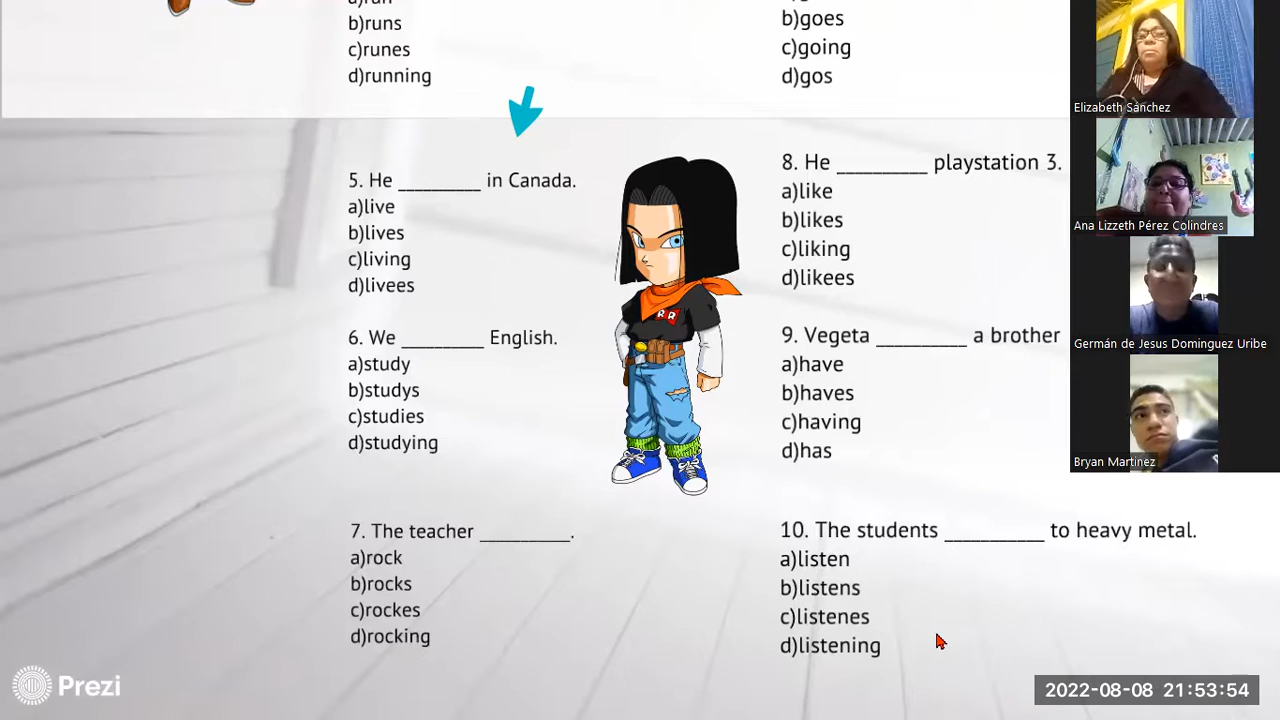 b)runs
c)runes
d)running
b)goes
c)going
d)gos
5. He _________ in Canada.
a)live
b)lives
c)living
d)livees
6. We _________ English.
a)study
b)studys
c)studies
d)studying
7. The teacher __________.
a)rock
b)rocks
c)rockes
d)rocking
8. He _________ playstation 3.
a)like
b)likes
c)liking
d)likees
9. Vegeta _________ a brother
a)have
b)haves
c)having
d)has
10. The students ___________ to heavy metal.
a)listen
b)listens
c)listenes
d)listening
RR
Elizabeth Sánchez
Ana Lizzeth Pérez Colindres
Germán de Jesus Dominguez Uribe
Bryan Martinez
Prezi
2022-08-08 21:53:54